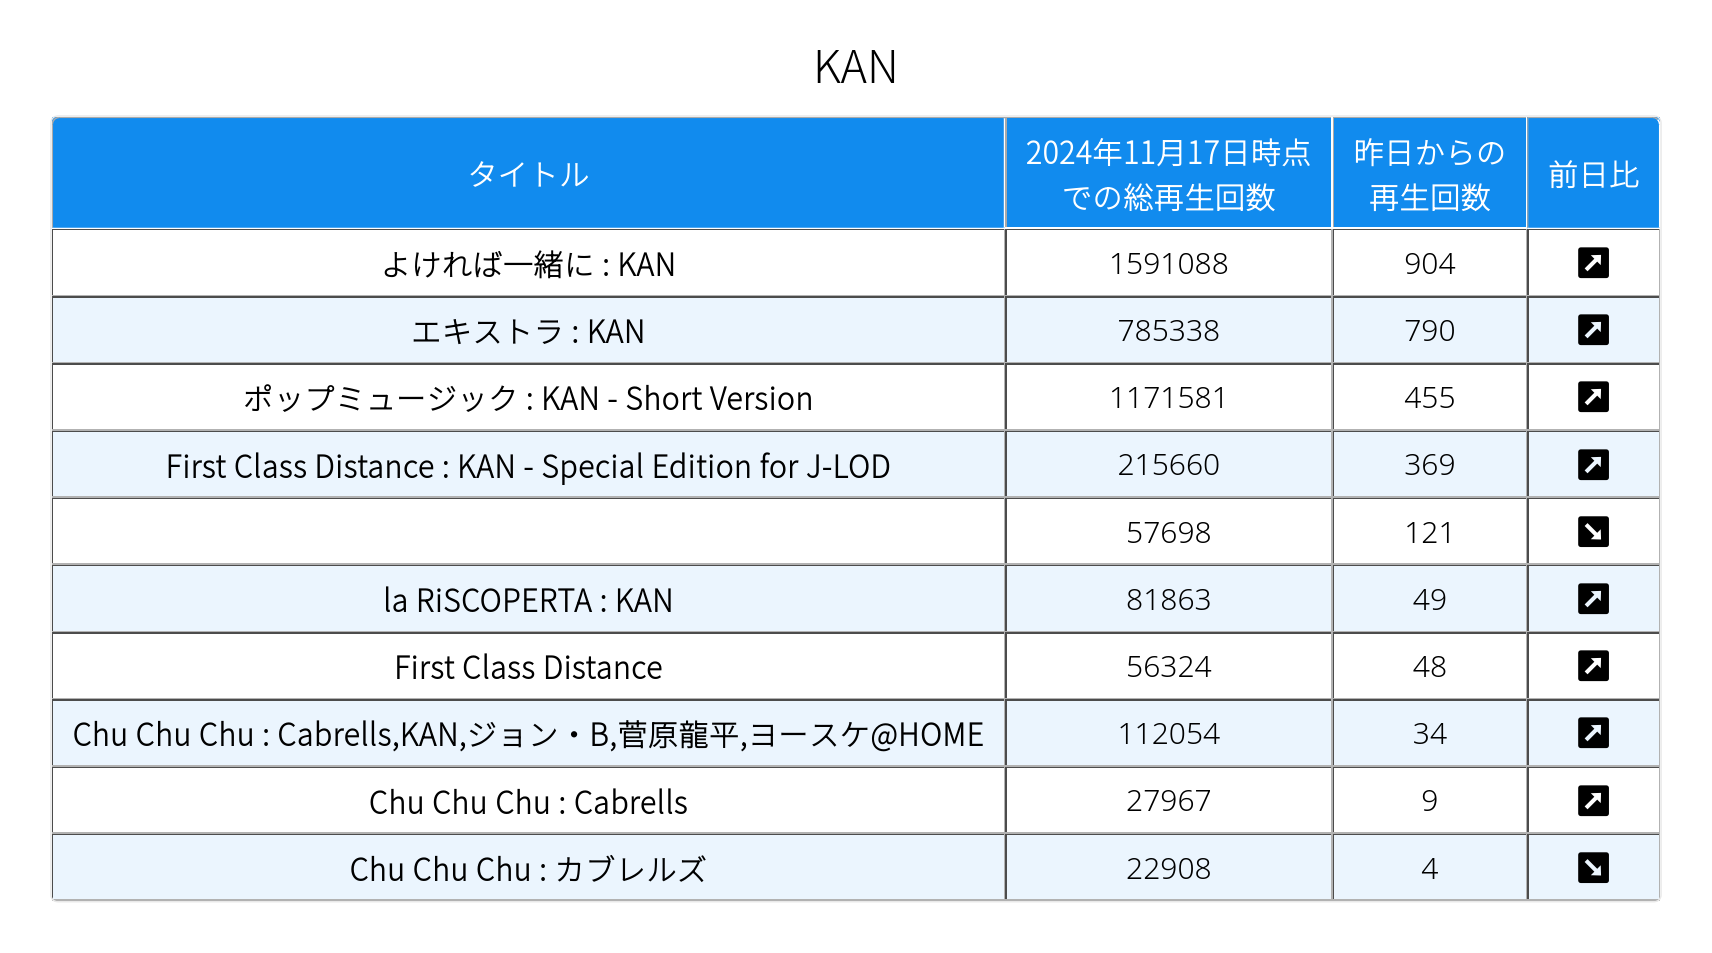 KAN
タイトル
2024年11月17日時点
での総再生回数
昨日からの
再生回数
前日比
よければ一緒に : KAN 1591088 904
エキストラ : KAN 785338 790
ポップミュージック : KAN - Short Version 1171581 455
First Class Distance : KAN - Special Edition for J-LOD 215660 369
57698 121
la RiSCOPERTA : KAN 81863 49
First Class Distance 56324 48
Chu Chu Chu : Cabrells,KAN,ジョン・B,菅原龍平,ヨースケ@HOME 112054 34
Chu Chu Chu : Cabrells 27967 9
Chu Chu Chu : カブレルズ 22908 4